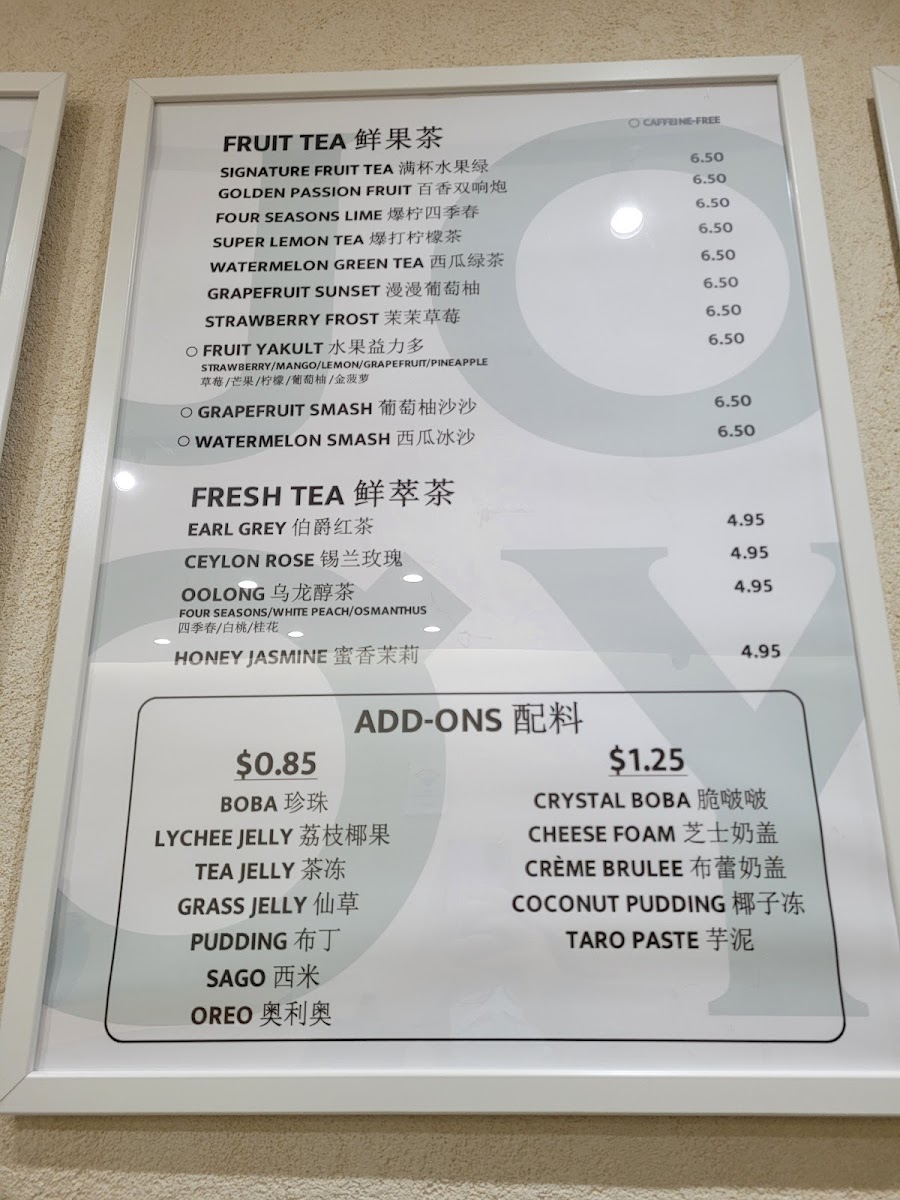 ○ CAFFEINE-FREE
FRUIT TEA 鲜果茶
SIGNATURE FRUIT TEA 满杯水果绿 6.50
GOLDEN PASSION FRUIT 百香双响炮 6.50
FOUR SEASONS LIME 爆柠四季春 6.50
SUPER LEMON TEA 爆打柠檬茶 6.50
WATERMELON GREEN TEA 西瓜绿茶 6.50
GRAPEFRUIT SUNSET 漫漫葡萄柚 6.50
STRAWBERRY FROST 茉茉草莓 6.50
○ FRUIT YAKULT 水果益力多 6.50
STRAWBERRY/MANGO/LEMON/GRAPEFRUIT/PINEAPPLE
草莓/芒果/柠檬/葡萄柚/金菠萝
○ GRAPEFRUIT SMASH 葡萄柚沙沙 6.50
○ WATERMELON SMASH 西瓜冰沙 6.50
FRESH TEA 鲜萃茶
EARL GREY 伯爵红茶 4.95
CEYLON ROSE 锡兰玫瑰 4.95
OOLONG 乌龙醇茶 4.95
FOUR SEASONS/WHITE PEACH/OSMANTHUS
四季春/白桃/桂花
HONEY JASMINE 蜜香茉莉 4.95
ADD-ONS 配料
$0.85
BOBA 珍珠
LYCHEE JELLY 荔枝椰果
TEA JELLY 茶冻
GRASS JELLY 仙草
PUDDING 布丁
SAGO 西米
OREO 奥利奥
$1.25
CRYSTAL BOBA 脆啵啵
CHEESE FOAM 芝士奶盖
CRÈME BRULEE 布蕾奶盖
COCONUT PUDDING 椰子冻
TARO PASTE 芋泥